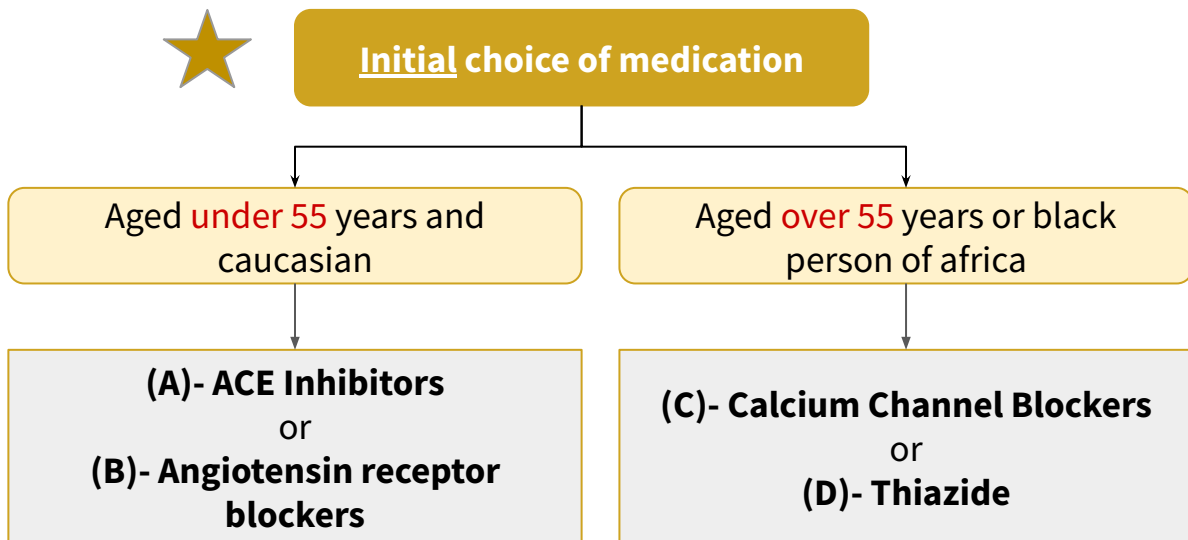 Initial choice of medication
Aged under 55 years and
caucasian
Aged over 55 years or black
person of africa
(A)- ACE Inhibitors
or
(B)- Angiotensin receptor
blockers
(C)- Calcium Channel Blockers
or
(D)- Thiazide